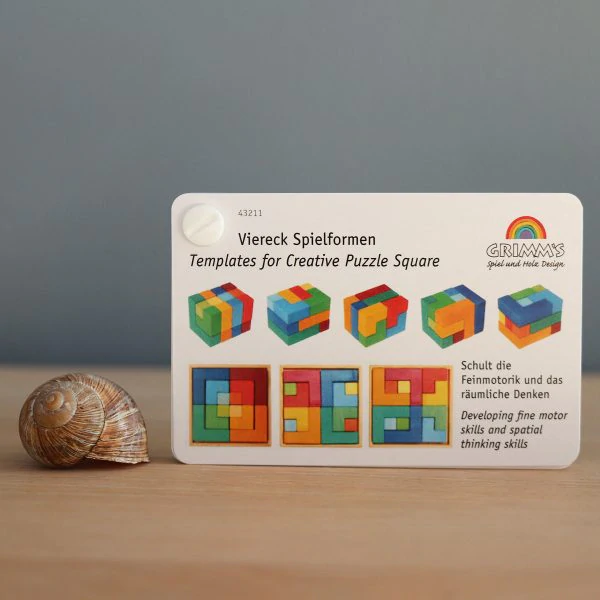 43211
Viereck Spielformen
Templates for Creative Puzzle Square
GRIMM'S
Spiel und Holz Design
Schult die
Feinmotorik und das
räumliche Denken
Developing fine motor
skills and spatial
thinking skills